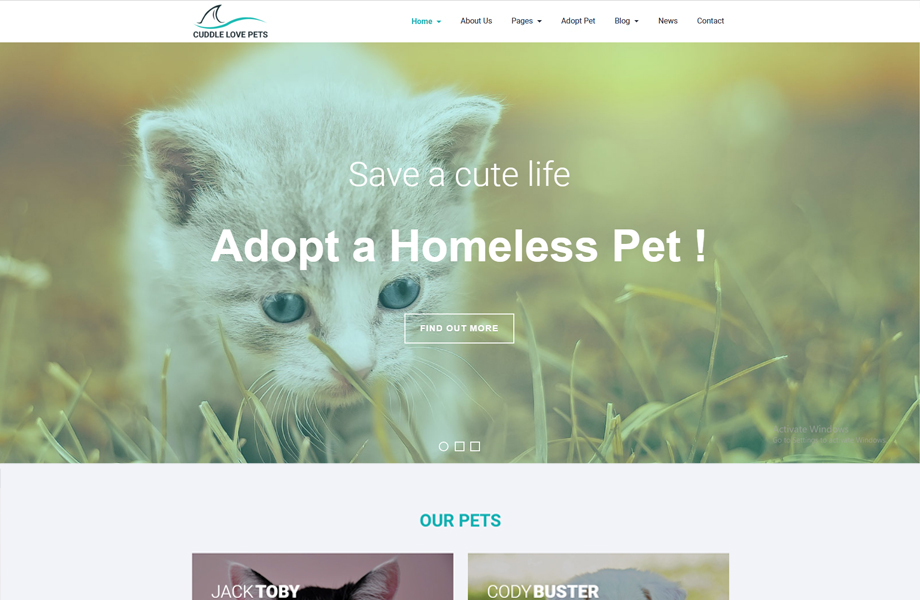 CUDDLE LOVE PETS
Home About Us Pages Adopt Pet Blog News Contact
Save a cute life
Adopt a Homeless Pet !
FIND OUT MORE
Activate Windows
OUR PETS
JACK TOBY
CODY BUSTER